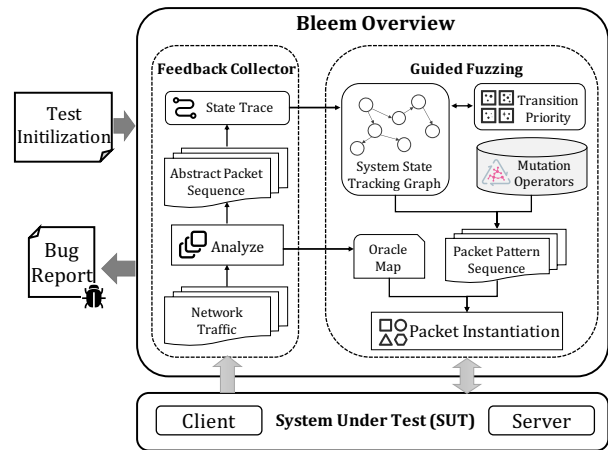 Bleem Overview
Feedback Collector
Guided Fuzzing
Test
Initilization
State Trace
Transition
Priority
Abstract Packet
Sequence
System State
Tracking Graph
Mutation
Operators
Bug
Report
Analyze
Oracle
Map
Packet Pattern
Sequence
Network
Traffic
Packet Instantiation
Client
System Under Test (SUT)
Server